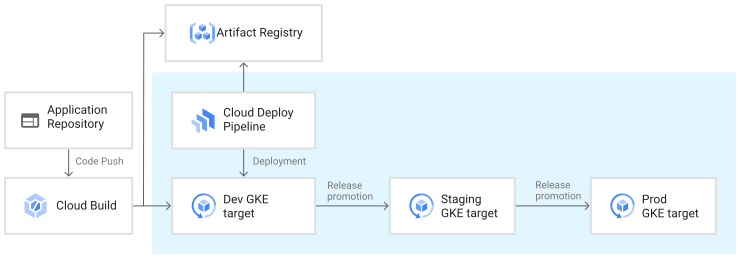 Artifact Registry
Application
Repository
Cloud Deploy
Pipeline
Code Push
Deployment
Cloud Build
Dev GKE
target
Release
promotion
Staging
GKE target
Release
promotion
Prod
GKE target